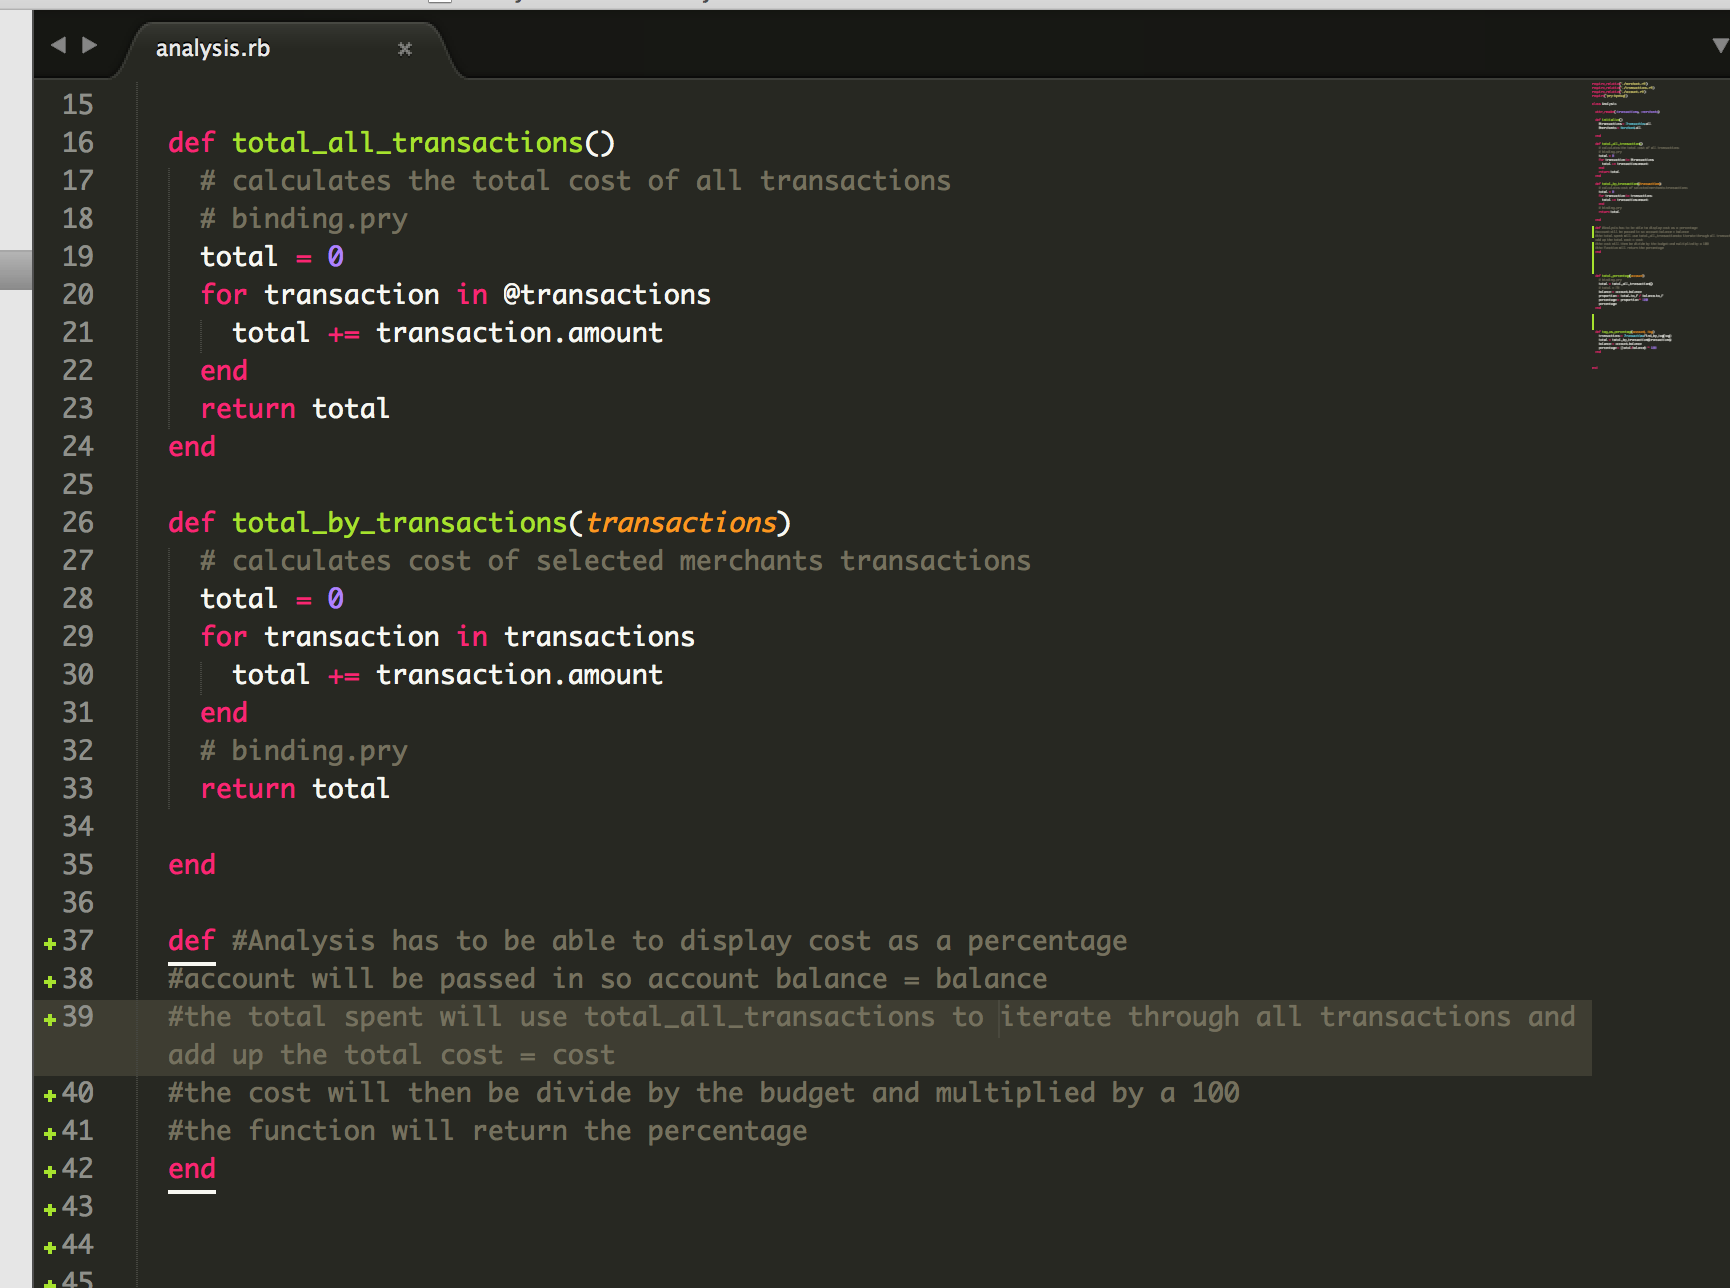 analysis.rb
15
16 def total_all_transactions()
17 # calculates the total cost of all transactions
18 # binding.pry
19 total = 0
20 for transaction in @transactions
21 total += transaction.amount
22 end
23 return total
24 end
25
26 def total_by_transactions(transactions)
27 # calculates cost of selected merchants transactions
28 total = 0
29 for transaction in transactions
30 total += transaction.amount
31 end
32 # binding.pry
33 return total
34
35 end
36
37 def #Analysis has to be able to display cost as a percentage
38 #account will be passed in so account balance = balance
39 #the total spent will use total_all_transactions to iterate through all transactions and
add up the total cost = cost
40 #the cost will then be divide by the budget and multiplied by a 100
41 #the function will return the percentage
42 end
43
44
45